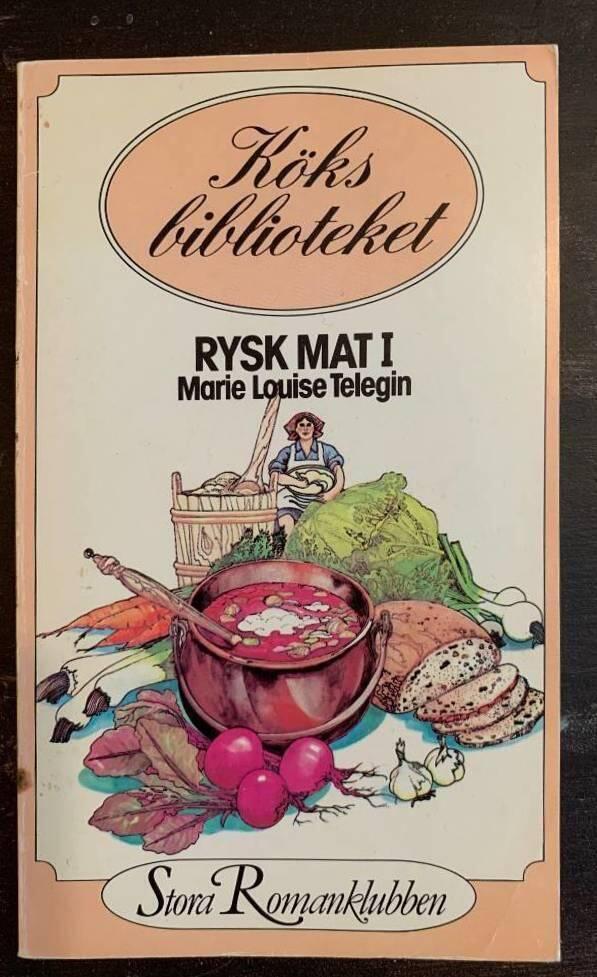 Köks
biblioteket
RYSK MAT I
Marie Louise Telegin
Stora Romanklubben